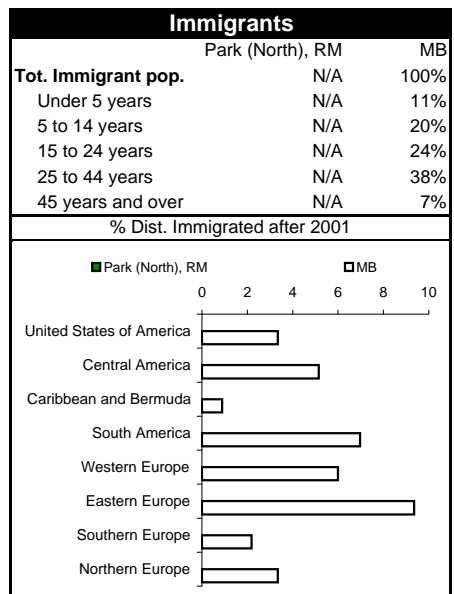 Immigrants
Park (North), RM MB
Tot. Immigrant pop. N/A 100%
Under 5 years N/A 11%
5 to 14 years N/A 20%
15 to 24 years N/A 24%
25 to 44 years N/A 38%
45 years and over N/A 7%
% Dist. Immigrated after 2001
Park (North), RM MB
0 2 4 6 8 10
United States of America
Central America
Caribbean and Bermuda
South America
Western Europe
Eastern Europe
Southern Europe
Northern Europe